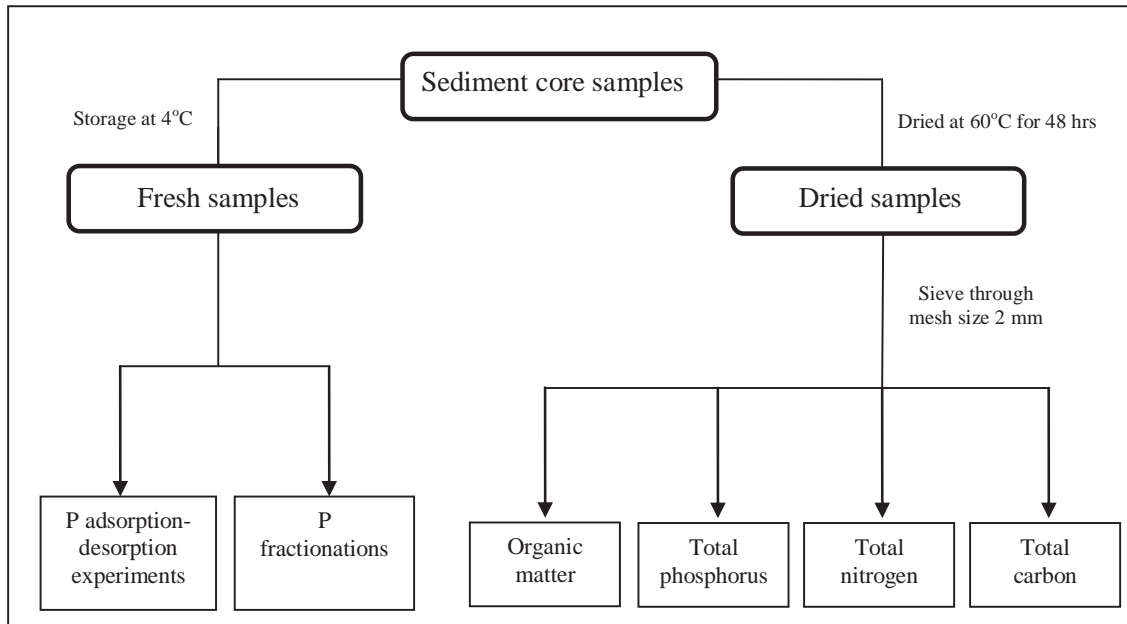 Sediment core samples
Storage at 4°C
Dried at 60°C for 48 hrs
Fresh samples
Dried samples
Sieve through
mesh size 2 mm
P adsorption-
desorption
experiments
P
fractionations
Organic
matter
Total
phosphorus
Total
nitrogen
Total
carbon